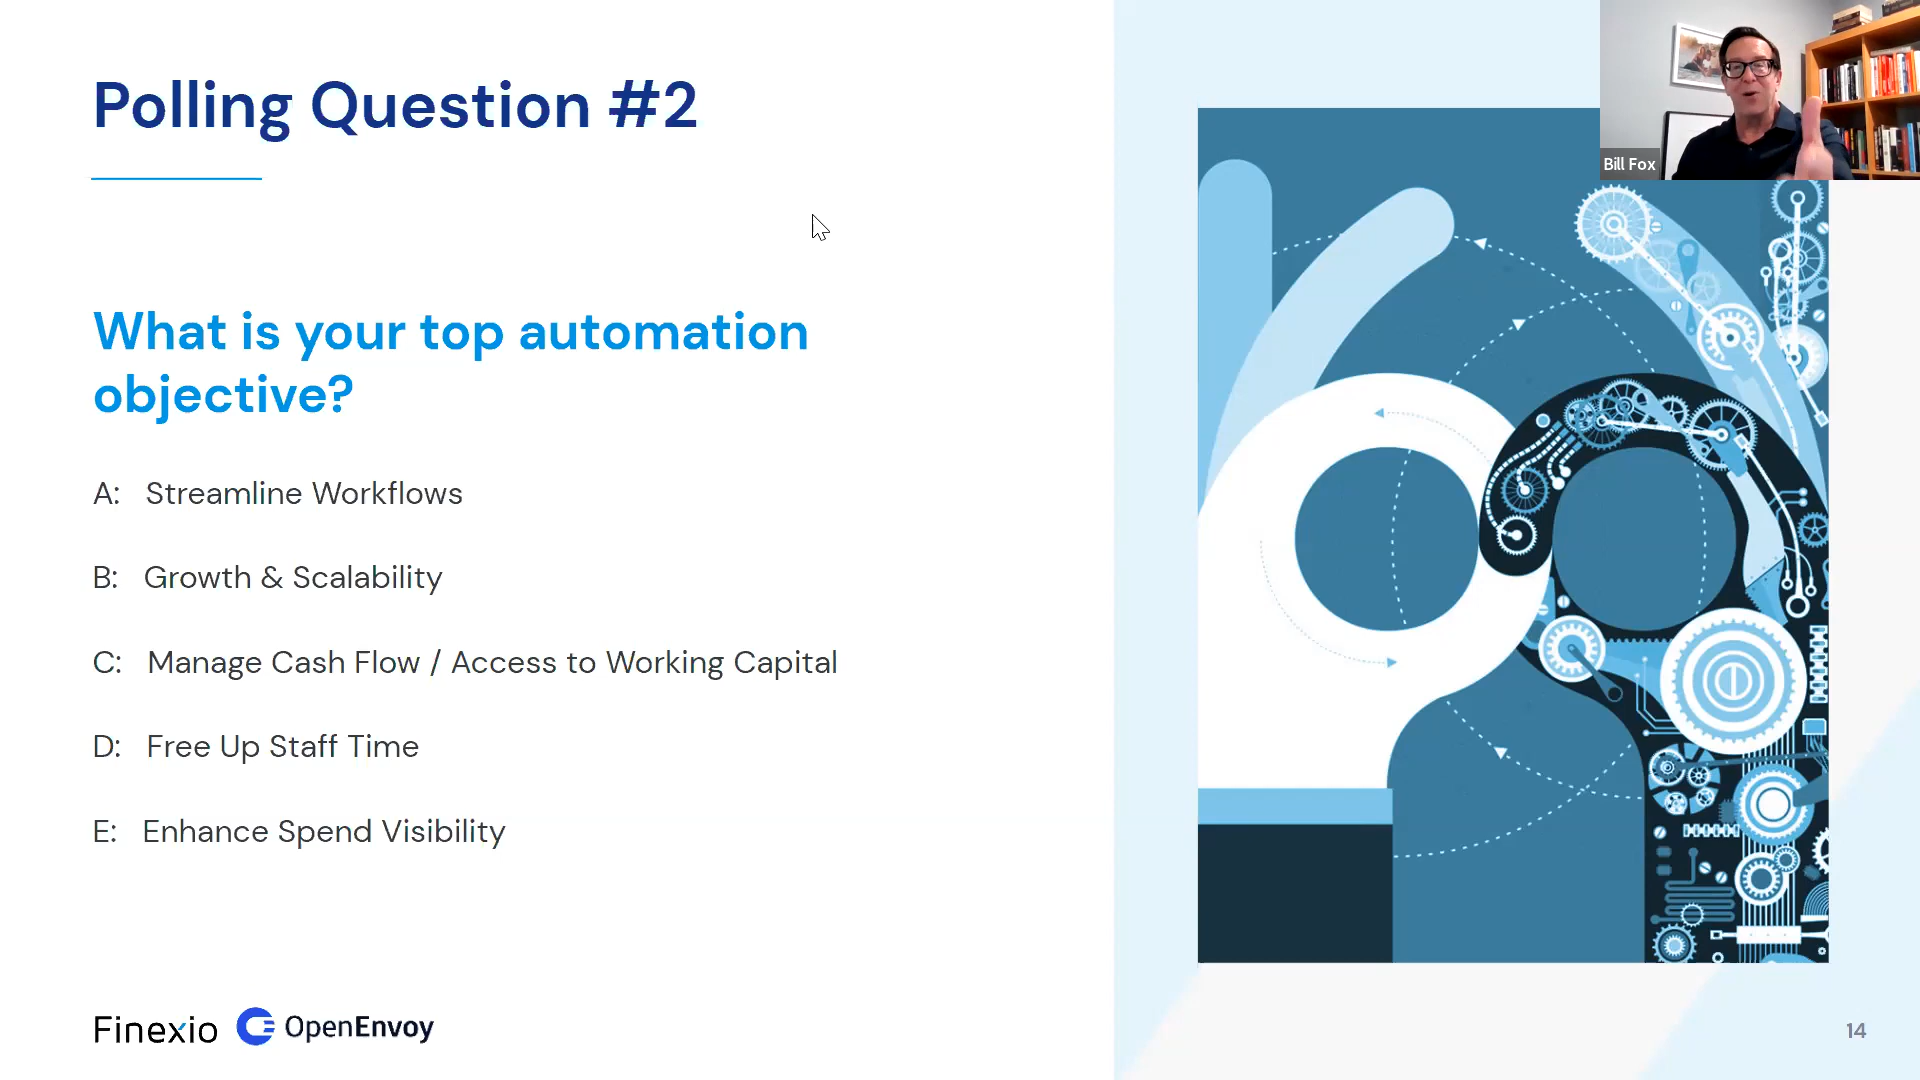 Polling Question #2
Bill Fox
What is your top automation
objective?
A: Streamline Workflows
B: Growth & Scalability
C: Manage Cash Flow / Access to Working Capital
D: Free Up Staff Time
E: Enhance Spend Visibility
Finexio OpenEnvoy
14